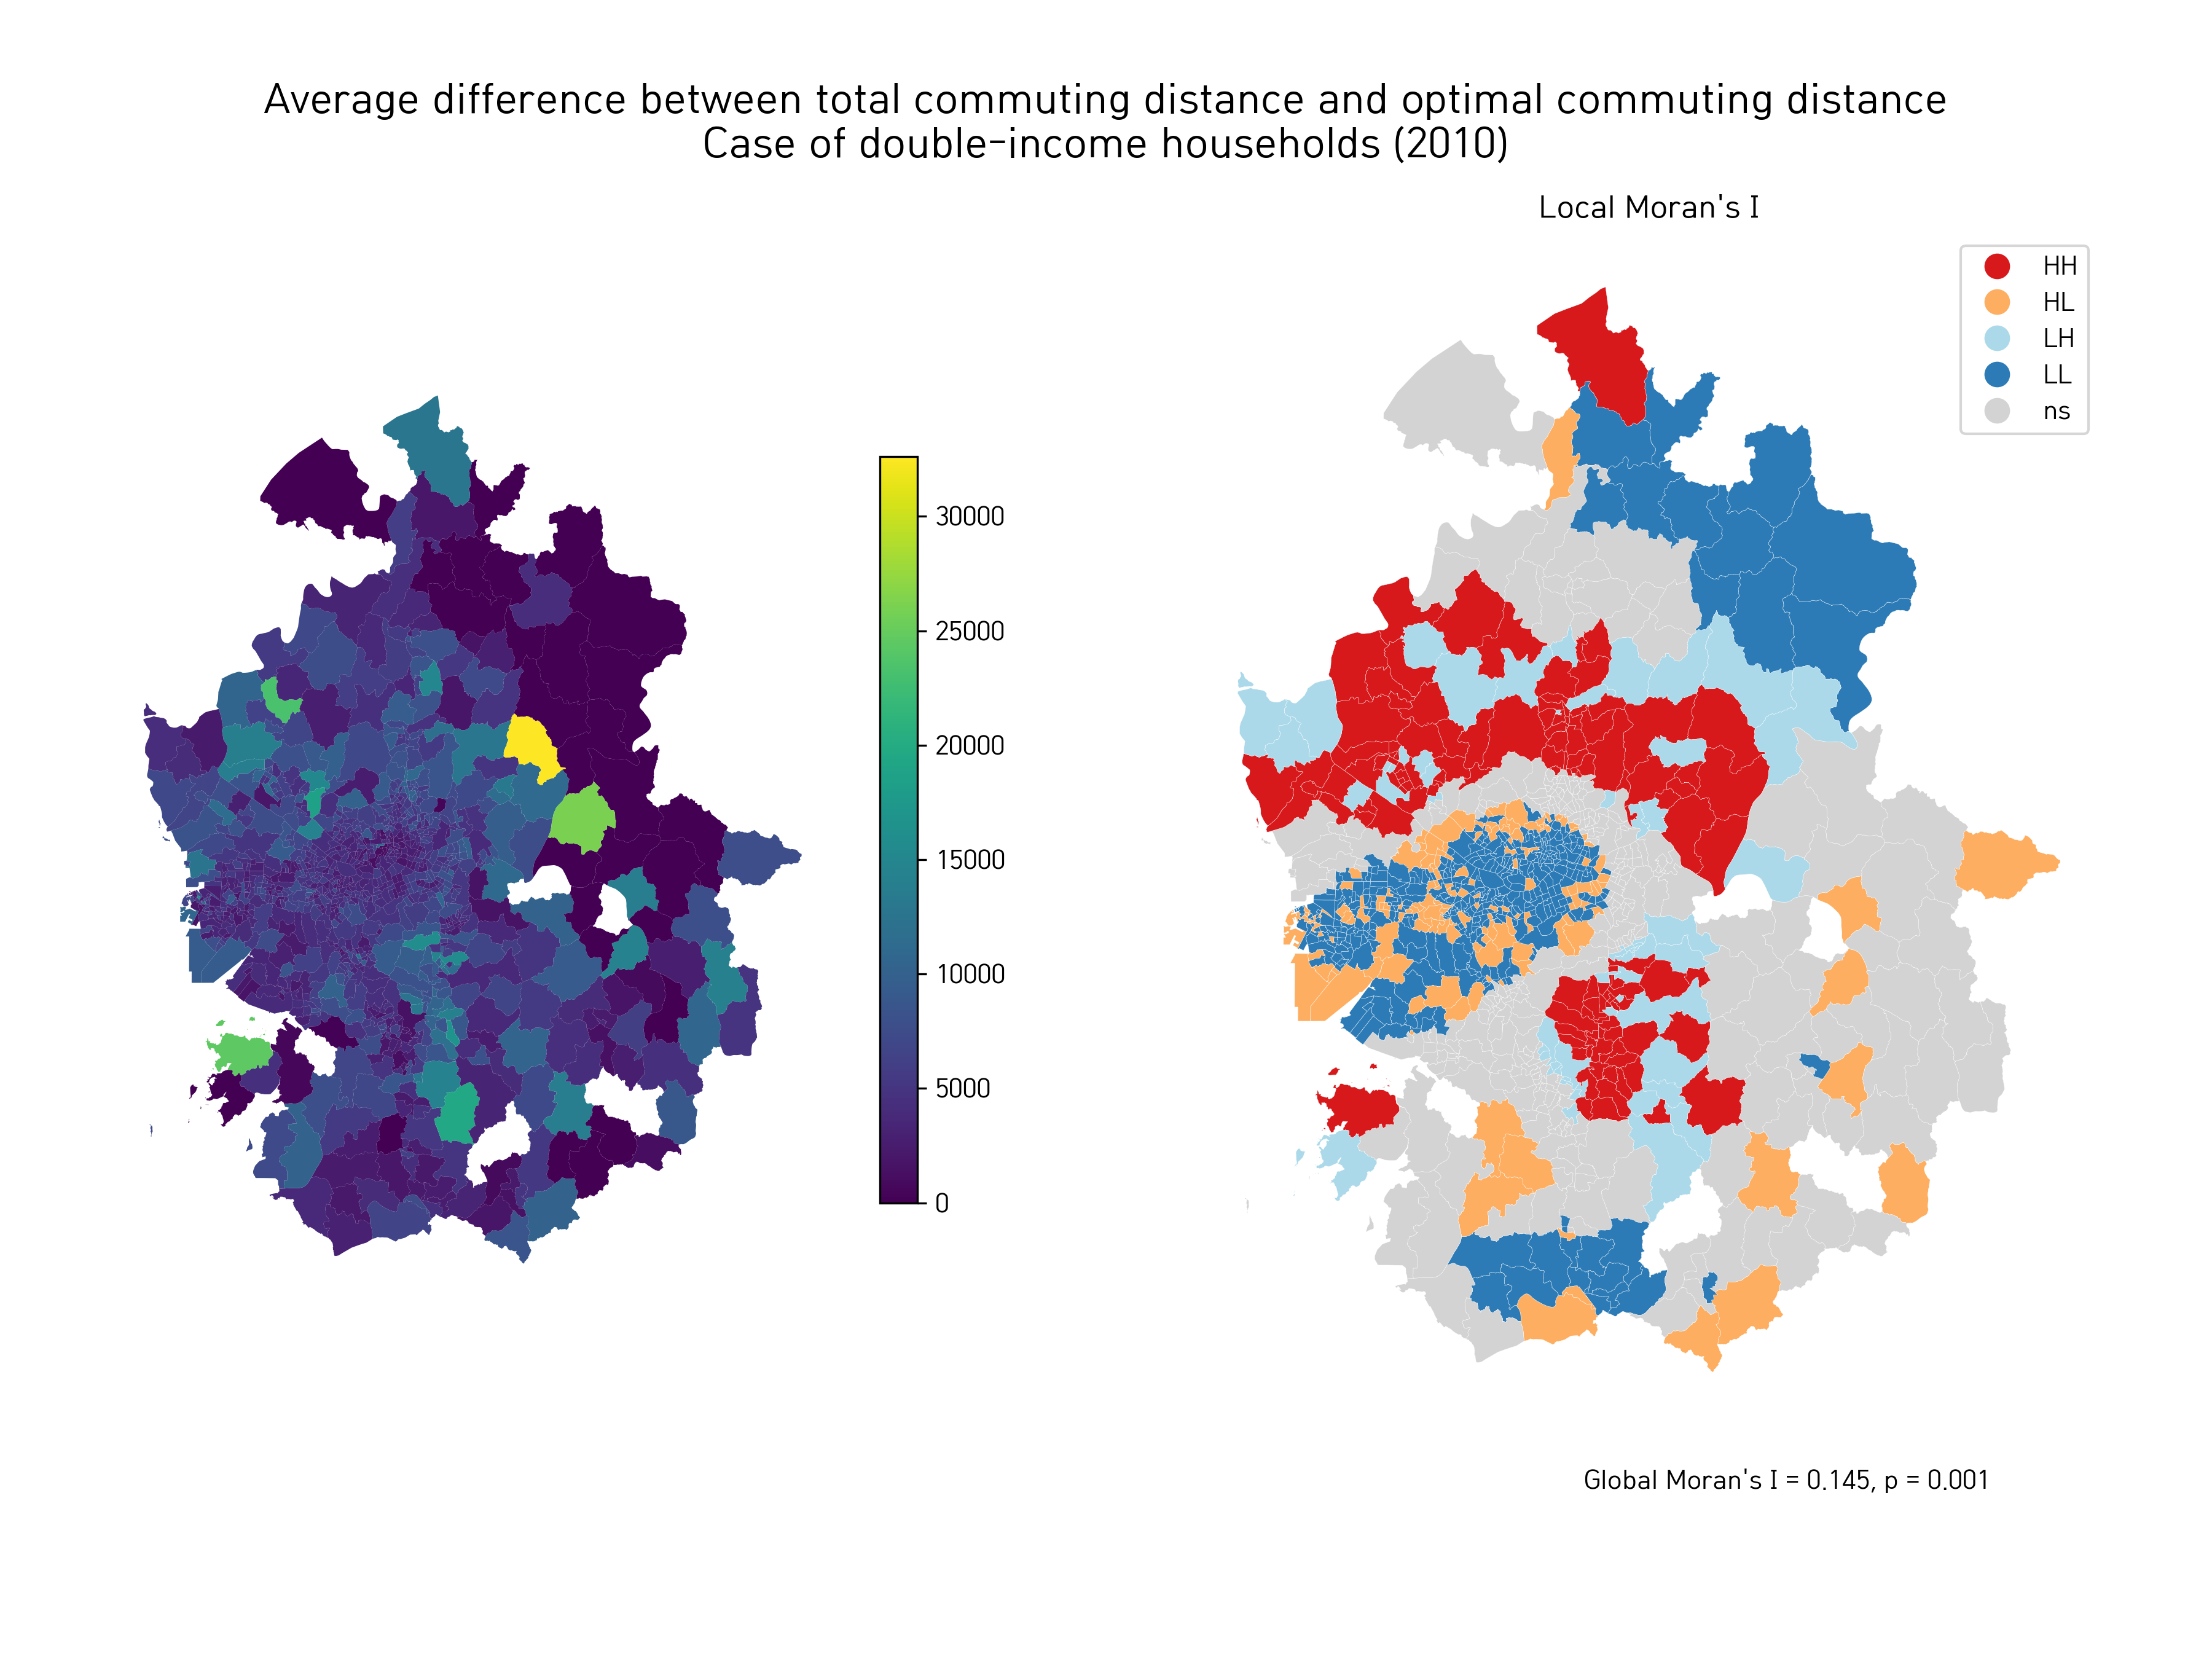 Average difference between total commuting distance and optimal commuting distance
Case of double-income households (2010)
Local Moran's I
HH
HL
LH
LL
ns
30000
25000
20000
15000
10000
5000
0
Global Moran's I = 0.145, p = 0.001